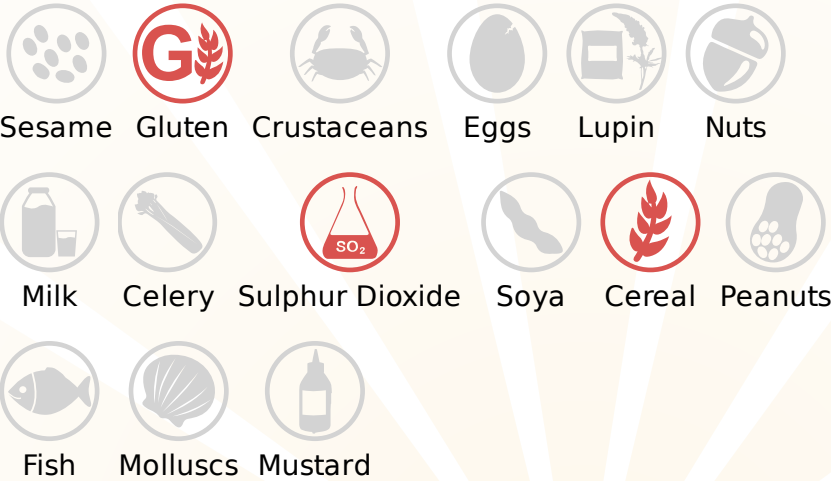 G
Sesame Gluten Crustaceans Eggs Lupin Nuts
SO₂
Milk Celery Sulphur Dioxide Soya Cereal Peanuts
Fish Molluscs Mustard